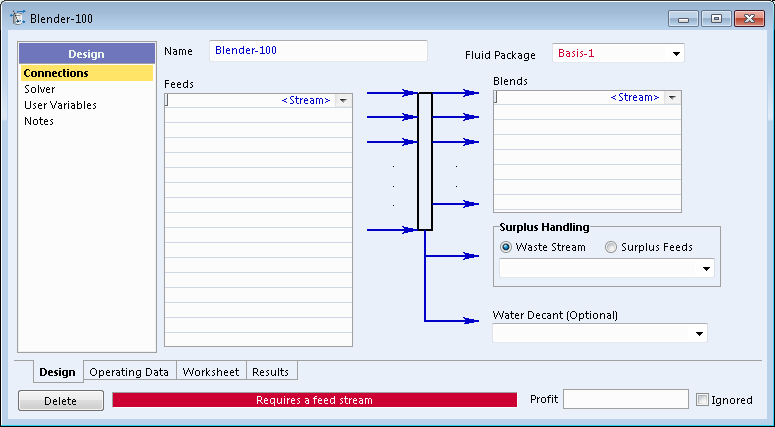 Blender-100
Design
Connections
Solver
User Variables
Notes
Name
Blender-100
Fluid Package
Basis-1
Feeds
<Stream>
Blends
<Stream>
Surplus Handling
Waste Stream
Surplus Feeds
Water Decant (Optional)
Design Operating Data Worksheet Results
Delete
Requires a feed stream
Profit
Ignored